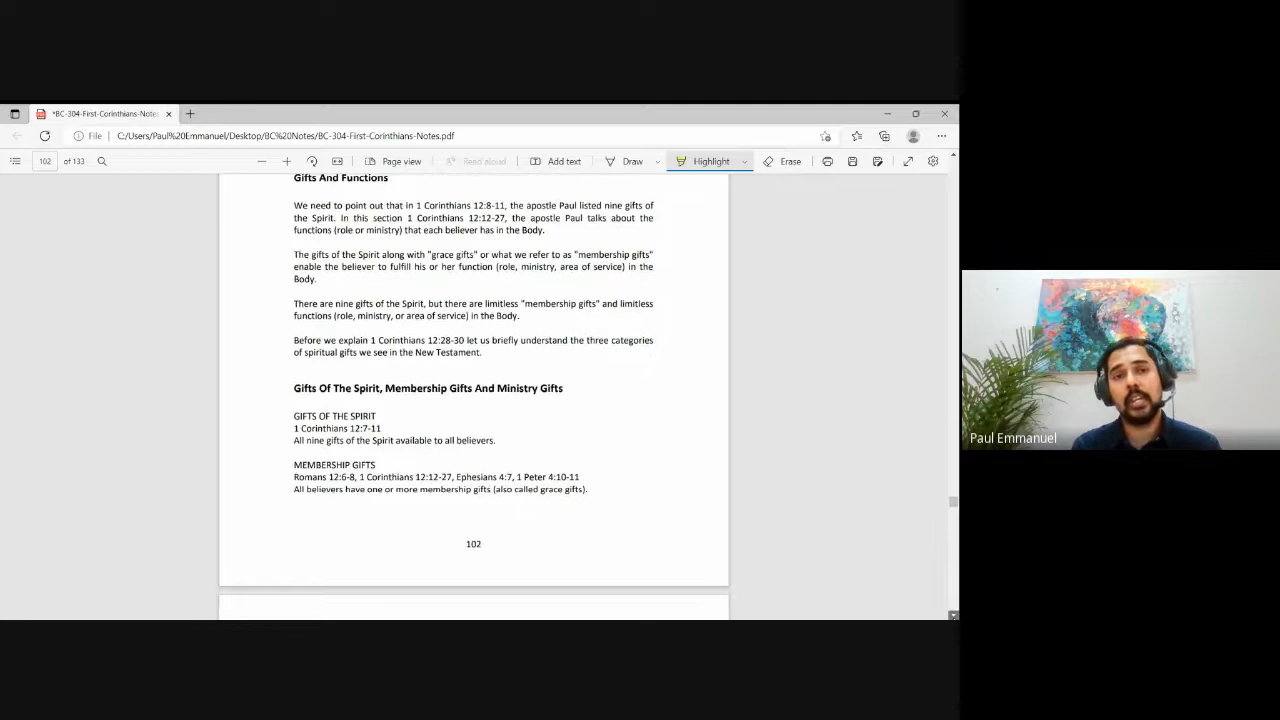 *BC-304-First-Corinthians-Notes
File
C:/Users/Paul%20Emmanuel/Desktop/BC%20Notes/BC-304-First-Corinthians-Notes.pdf
102 of 133
Page view
Read aloud
Add text
Draw
Highlight
Erase
Gifts And Functions
We need to point out that in 1 Corinthians 12:8-11, the apostle Paul listed nine gifts of
the Spirit. In this section 1 Corinthians 12:12-27, the apostle Paul talks about the
functions (role or ministry) that each believer has in the Body.
The gifts of the Spirit along with "grace gifts" or what we refer to as "membership gifts"
enable the believer to fulfill his or her function (role, ministry, area of service) in the
Body.
There are nine gifts of the Spirit, but there are limitless "membership gifts" and limitless
functions (role, ministry, or area of service) in the Body.
Before we explain 1 Corinthians 12:28-30 let us briefly understand the three categories
of spiritual gifts we see in the New Testament.
Gifts Of The Spirit, Membership Gifts And Ministry Gifts
GIFTS OF THE SPIRIT
1 Corinthians 12:7-11
All nine gifts of the Spirit available to all believers.
MEMBERSHIP GIFTS
Romans 12:6-8, 1 Corinthians 12:12-27, Ephesians 4:7, 1 Peter 4:10-11
All believers have one or more membership gifts (also called grace gifts).
102
Paul Emmanuel